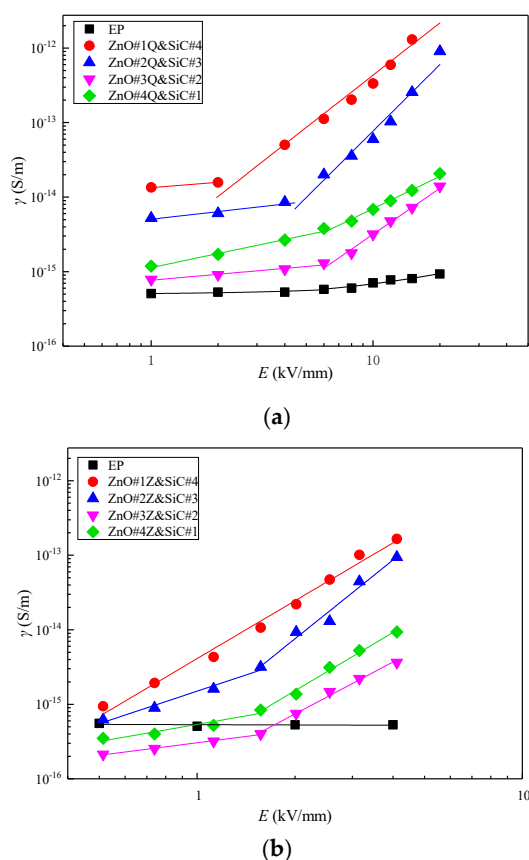 EP
ZnO#1Q&SiC#4
ZnO#2Q&SiC#3
ZnO#3Q&SiC#2
ZnO#4Q&SiC#1
10⁻¹²
10⁻¹³
10⁻¹⁴
10⁻¹⁵
10⁻¹⁶
γ (S/m)
1 10
E (kV/mm)
(a)
EP
ZnO#1Z&SiC#4
ZnO#2Z&SiC#3
ZnO#3Z&SiC#2
ZnO#4Z&SiC#1
10⁻¹²
10⁻¹³
10⁻¹⁴
10⁻¹⁵
10⁻¹⁶
γ (S/m)
1 10
E (kV/mm)
(b)